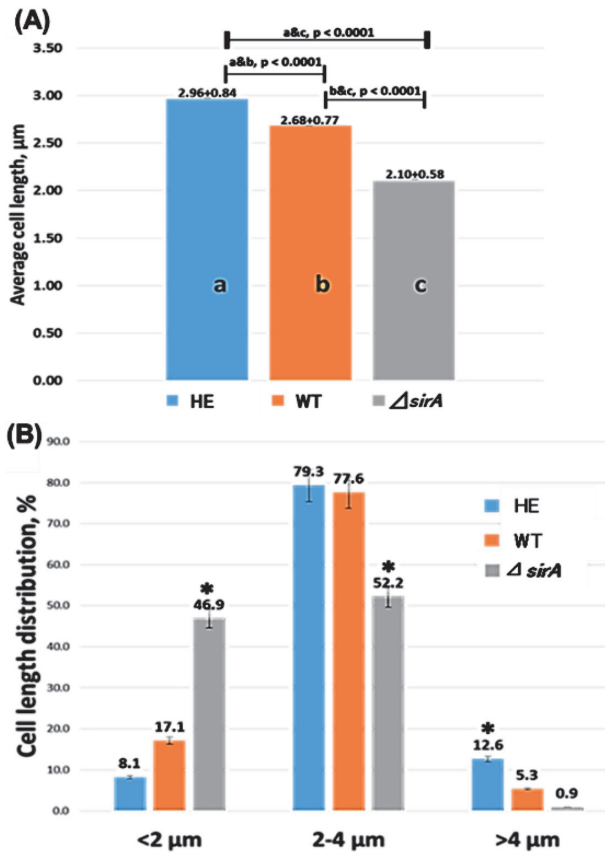 (A)
a&c, p < 0.0001
a&b, p < 0.0001
b&c, p < 0.0001
3.50
3.00
2.50
2.00
1.50
1.00
0.50
0.00
Average cell length, µm
2.96+0.84
2.68+0.77
2.10+0.58
a
b
c
HE
WT
⊿sirA
(B)
90.0
80.0
70.0
60.0
50.0
40.0
30.0
20.0
10.0
0.0
Cell length distribution, %
8.1
17.1
*
46.9
79.3
77.6
*
52.2
*
12.6
5.3
0.9
HE
WT
⊿ sirA
<2 µm
2-4 µm
>4 µm